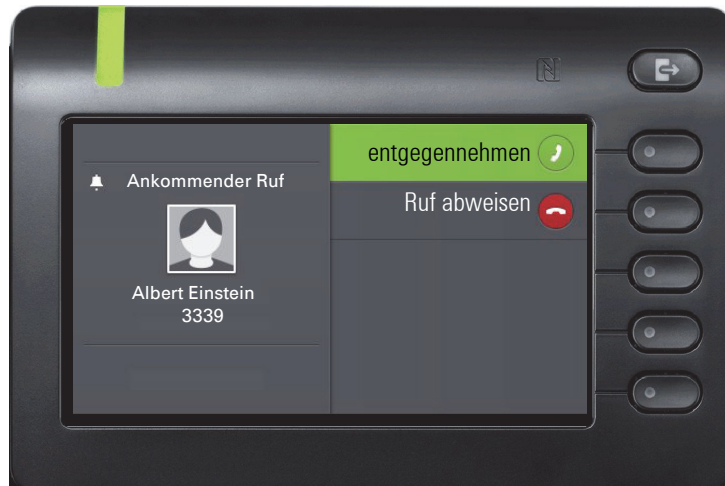 entgegennehmen
Ankommender Ruf
Ruf abweisen
Albert Einstein
3339